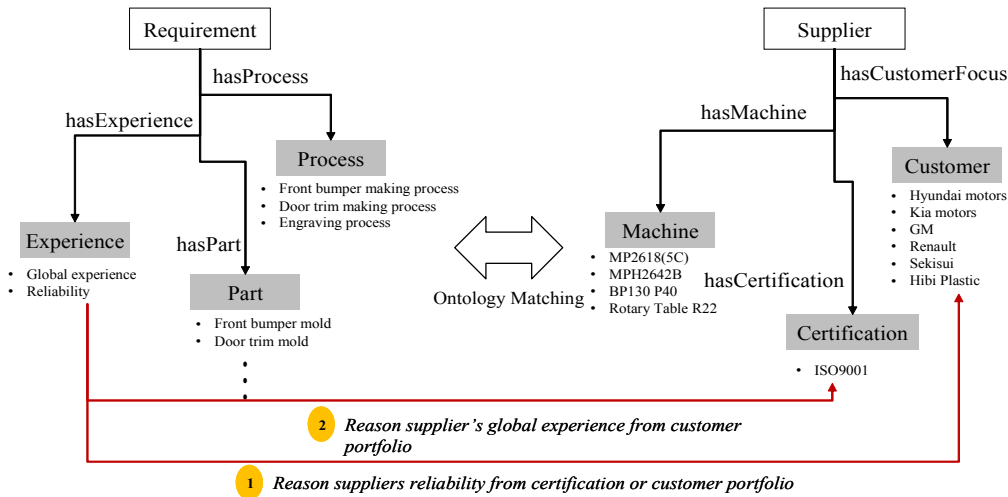 Requirement
hasProcess
hasExperience
Process
• Front bumper making process
• Door trim making process
• Engraving process
Experience
• Global experience
• Reliability
hasPart
Part
• Front bumper mold
• Door trim mold
Ontology Matching
Supplier
hasCustomerFocus
hasMachine
Customer
• Hyundai motors
• Kia motors
• GM
• Renault
• Sekisui
• Hibi Plastic
Machine
• MP2618(5C)
• MPH2642B
• BP130 P40
• Rotary Table R22
hasCertification
Certification
• ISO9001
2 Reason supplier's global experience from customer
portfolio
1 Reason suppliers reliability from certification or customer portfolio